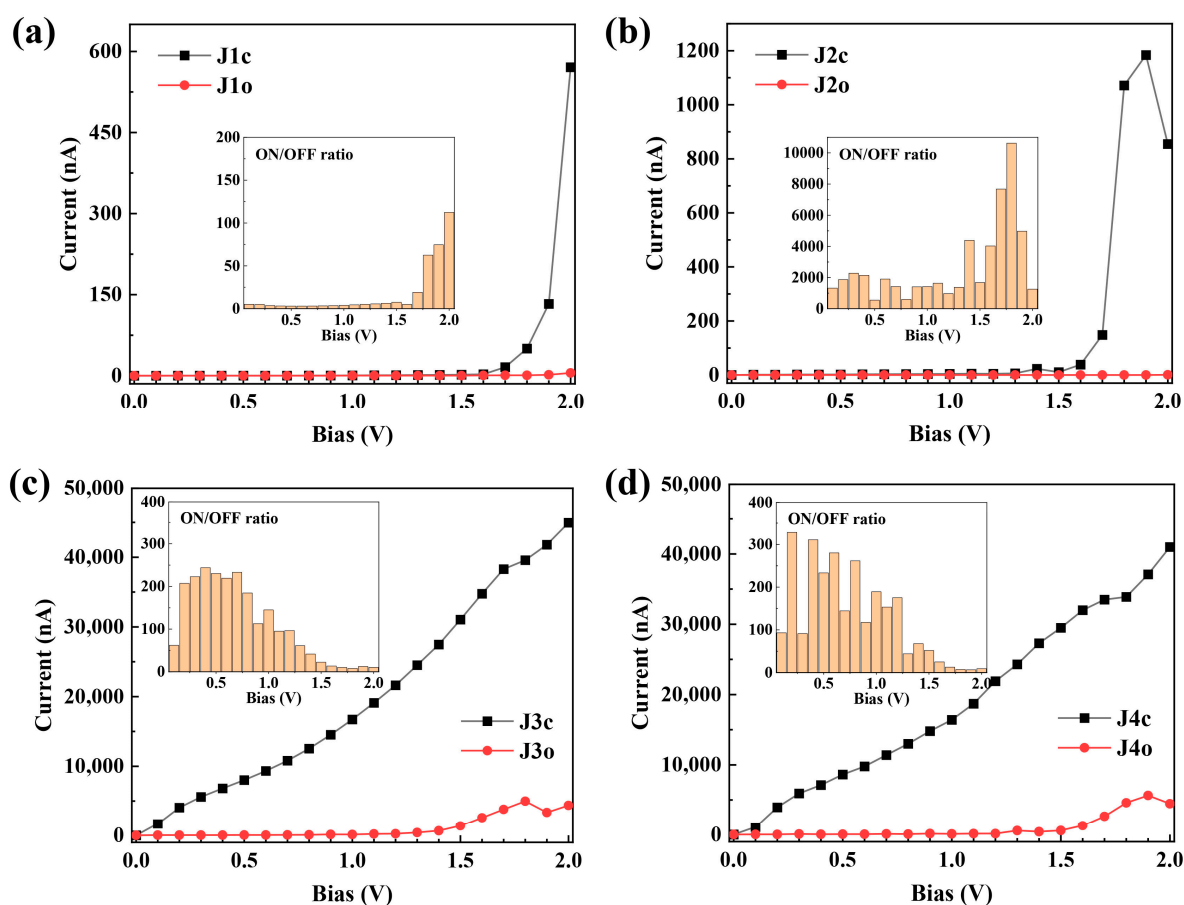 (a)
600
450
300
150
0
Current (nA)
J1c
J1o
ON/OFF ratio
200
150
100
50
0
0.5 1.0 1.5 2.0
Bias (V)
0.0 0.5 1.0 1.5 2.0
Bias (V)
(b)
1200
1000
800
600
400
200
0
Current (nA)
J2c
J2o
ON/OFF ratio
10000
8000
6000
4000
2000
0
0.5 1.0 1.5 2.0
Bias (V)
0.0 0.5 1.0 1.5 2.0
Bias (V)
(c)
50,000
40,000
30,000
20,000
10,000
0
Current (nA)
ON/OFF ratio
400
300
200
100
0
0.5 1.0 1.5 2.0
Bias (V)
J3c
J3o
0.0 0.5 1.0 1.5 2.0
Bias (V)
(d)
50,000
40,000
30,000
20,000
10,000
0
Current (nA)
ON/OFF ratio
400
300
200
100
0
0.5 1.0 1.5 2.0
Bias (V)
J4c
J4o
0.0 0.5 1.0 1.5 2.0
Bias (V)